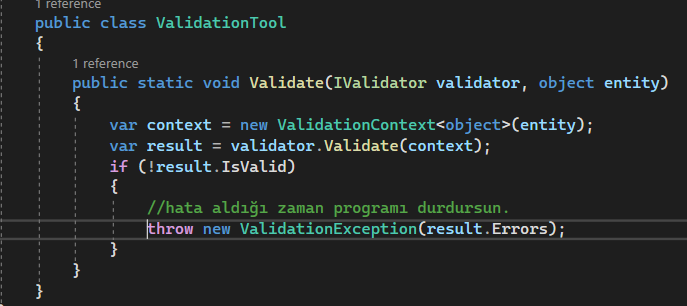 1 reference
public class ValidationTool
{
1 reference
public static void Validate(IValidator validator, object entity)
{
var context = new ValidationContext<object>(entity);
var result = validator.Validate(context);
if (!result.IsValid)
{
//hata aldığı zaman programı durdursun.
throw new ValidationException(result.Errors);
}
}
}